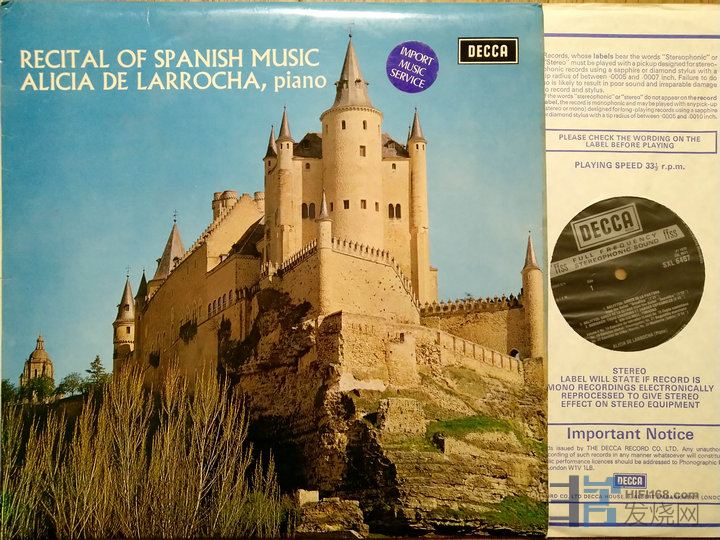 RECITAL OF SPANISH MUSIC
ALICIA DE LARROCHA, piano
IMPORT
MUSIC
SERVICE
DECCA
Records, whose labels bear the words "Stereophonic" or
"Stereo" must be played with a pickup designed for stereo-
phonic records using a sapphire or diamond stylus with a
tip radius of between ·0005 and ·0007 inch. Failure to do
so is likely to result in poor sound and irreparable damage
to record and stylus.
If the words "stereophonic" or "stereo" do not appear on the record
label, the record is monophonic and may be played with any pick-up
(stereo or mono) designed for long-playing records using a sapphire
or diamond stylus with a tip radius of between ·0005 and ·0010 inch.
PLEASE CHECK THE WORDING ON THE
LABEL BEFORE PLAYING
PLAYING SPEED 33⅓ r.p.m.
DECCA
ffss FULL FREQUENCY ffss
STEREOPHONIC SOUND
SXL 6467
ALICIA DE LARROCHA (Piano)
STEREO
LABEL WILL STATE IF RECORD IS
MONO RECORDINGS ELECTRONICALLY
REPROCESSED TO GIVE STEREO
EFFECT ON STEREO EQUIPMENT
Important Notice
is issued by THE DECCA RECORD CO. LTD. Any unautho
cording of such records in any manner whatsoever will constitu
performance licences should be addressed to Phonographic
London W1V 1LB.
DECCA
CO. LTD DECCA HOUSE
HIFI168.com
发烧网